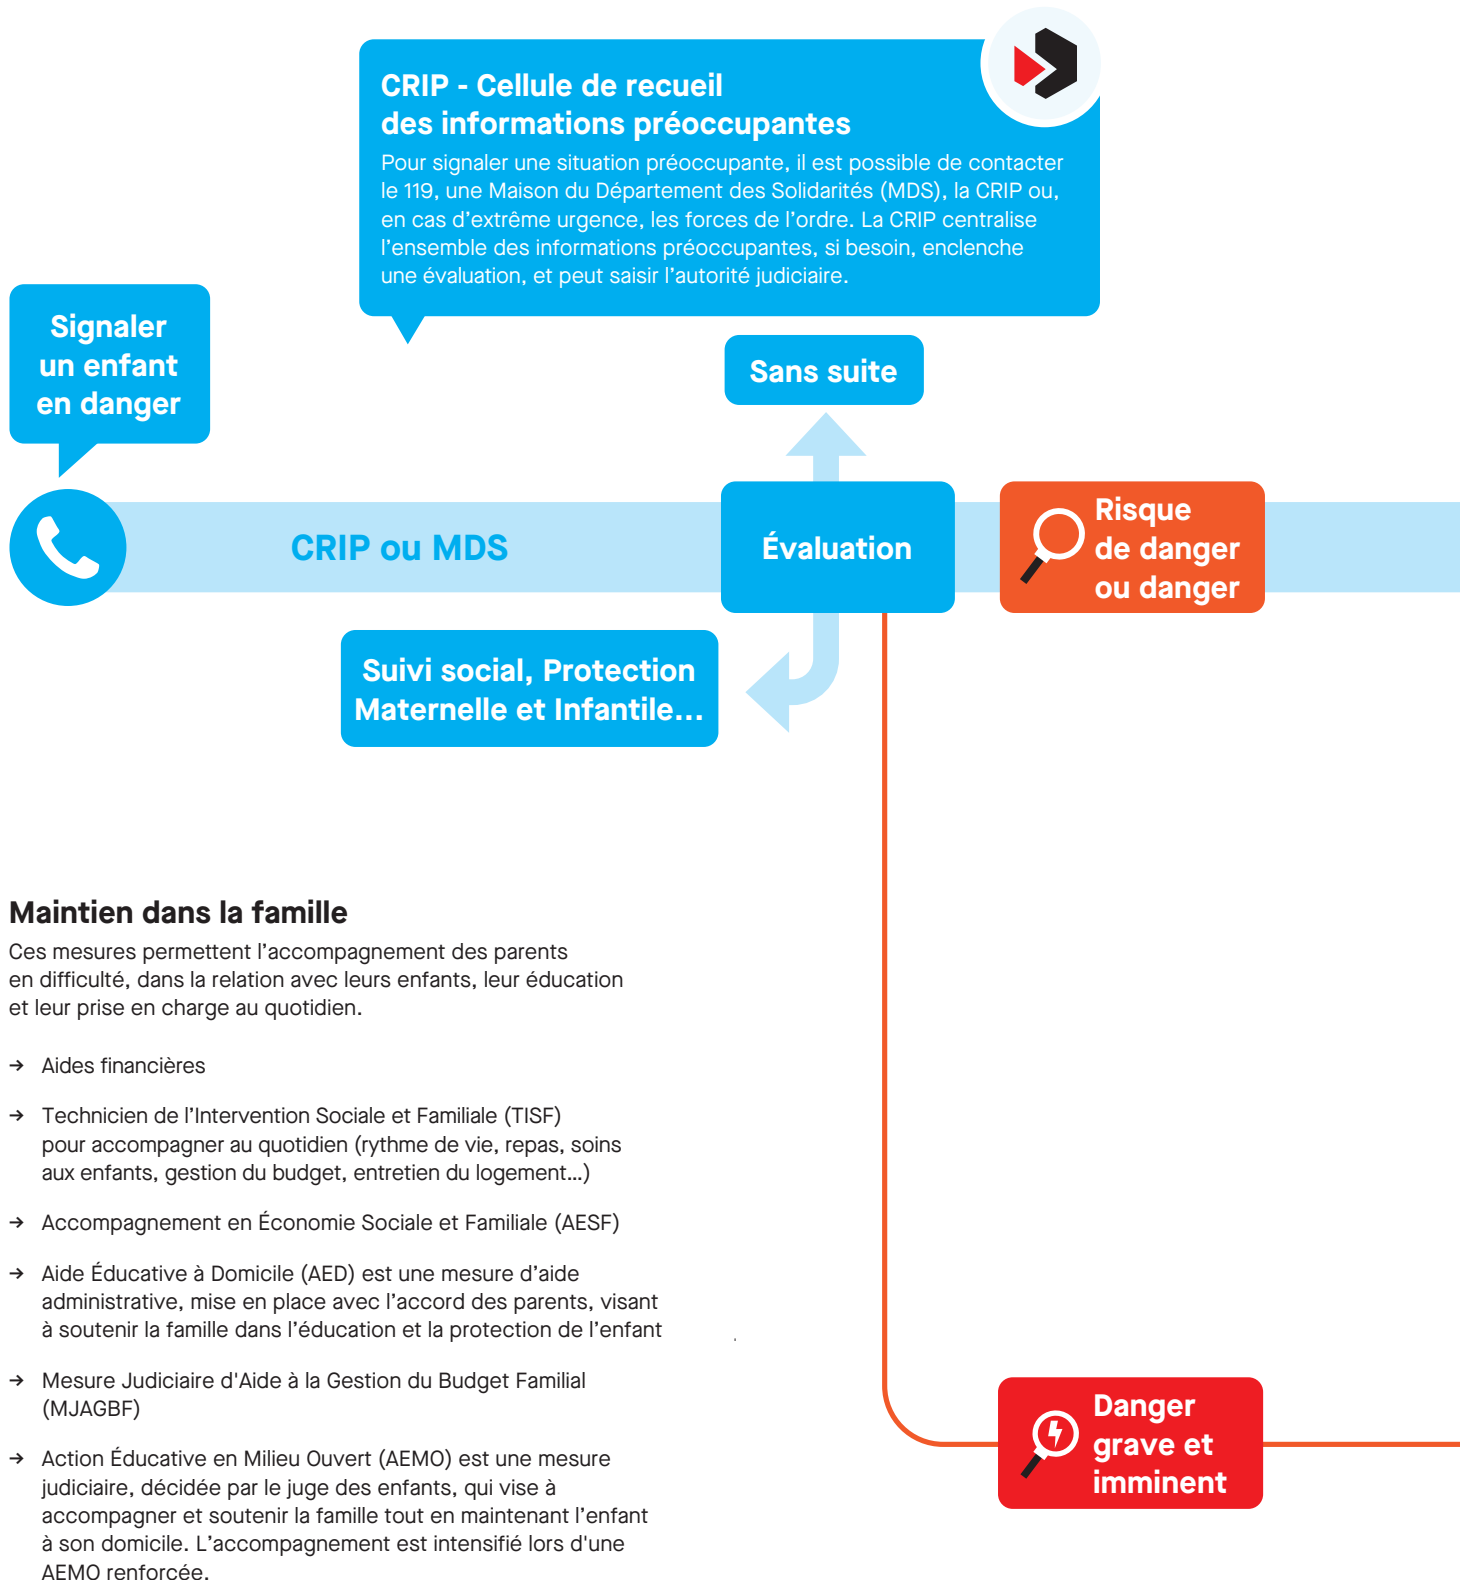 CRIP - Cellule de recueil
des informations préoccupantes
Pour signaler une situation préoccupante, il est possible de contacter
le 119, une Maison du Département des Solidarités (MDS), la CRIP ou,
en cas d’extrême urgence, les forces de l’ordre. La CRIP centralise
l’ensemble des informations préoccupantes, si besoin, enclenche
une évaluation, et peut saisir l’autorité judiciaire.
Signaler
un enfant
en danger
Sans suite
CRIP ou MDS
Évaluation
Risque
de danger
ou danger
Suivi social, Protection
Maternelle et Infantile...
Maintien dans la famille
Ces mesures permettent l’accompagnement des parents
en difficulté, dans la relation avec leurs enfants, leur éducation
et leur prise en charge au quotidien.
→ Aides financières
→ Technicien de l’Intervention Sociale et Familiale (TISF)
pour accompagner au quotidien (rythme de vie, repas, soins
aux enfants, gestion du budget, entretien du logement...)
→ Accompagnement en Économie Sociale et Familiale (AESF)
→ Aide Éducative à Domicile (AED) est une mesure d’aide
administrative, mise en place avec l’accord des parents, visant
à soutenir la famille dans l’éducation et la protection de l’enfant
→ Mesure Judiciaire d'Aide à la Gestion du Budget Familial
(MJAGBF)
→ Action Éducative en Milieu Ouvert (AEMO) est une mesure
judiciaire, décidée par le juge des enfants, qui vise à
accompagner et soutenir la famille tout en maintenant l’enfant
à son domicile. L’accompagnement est intensifié lors d'une
AEMO renforcée.
Danger
grave et
imminent